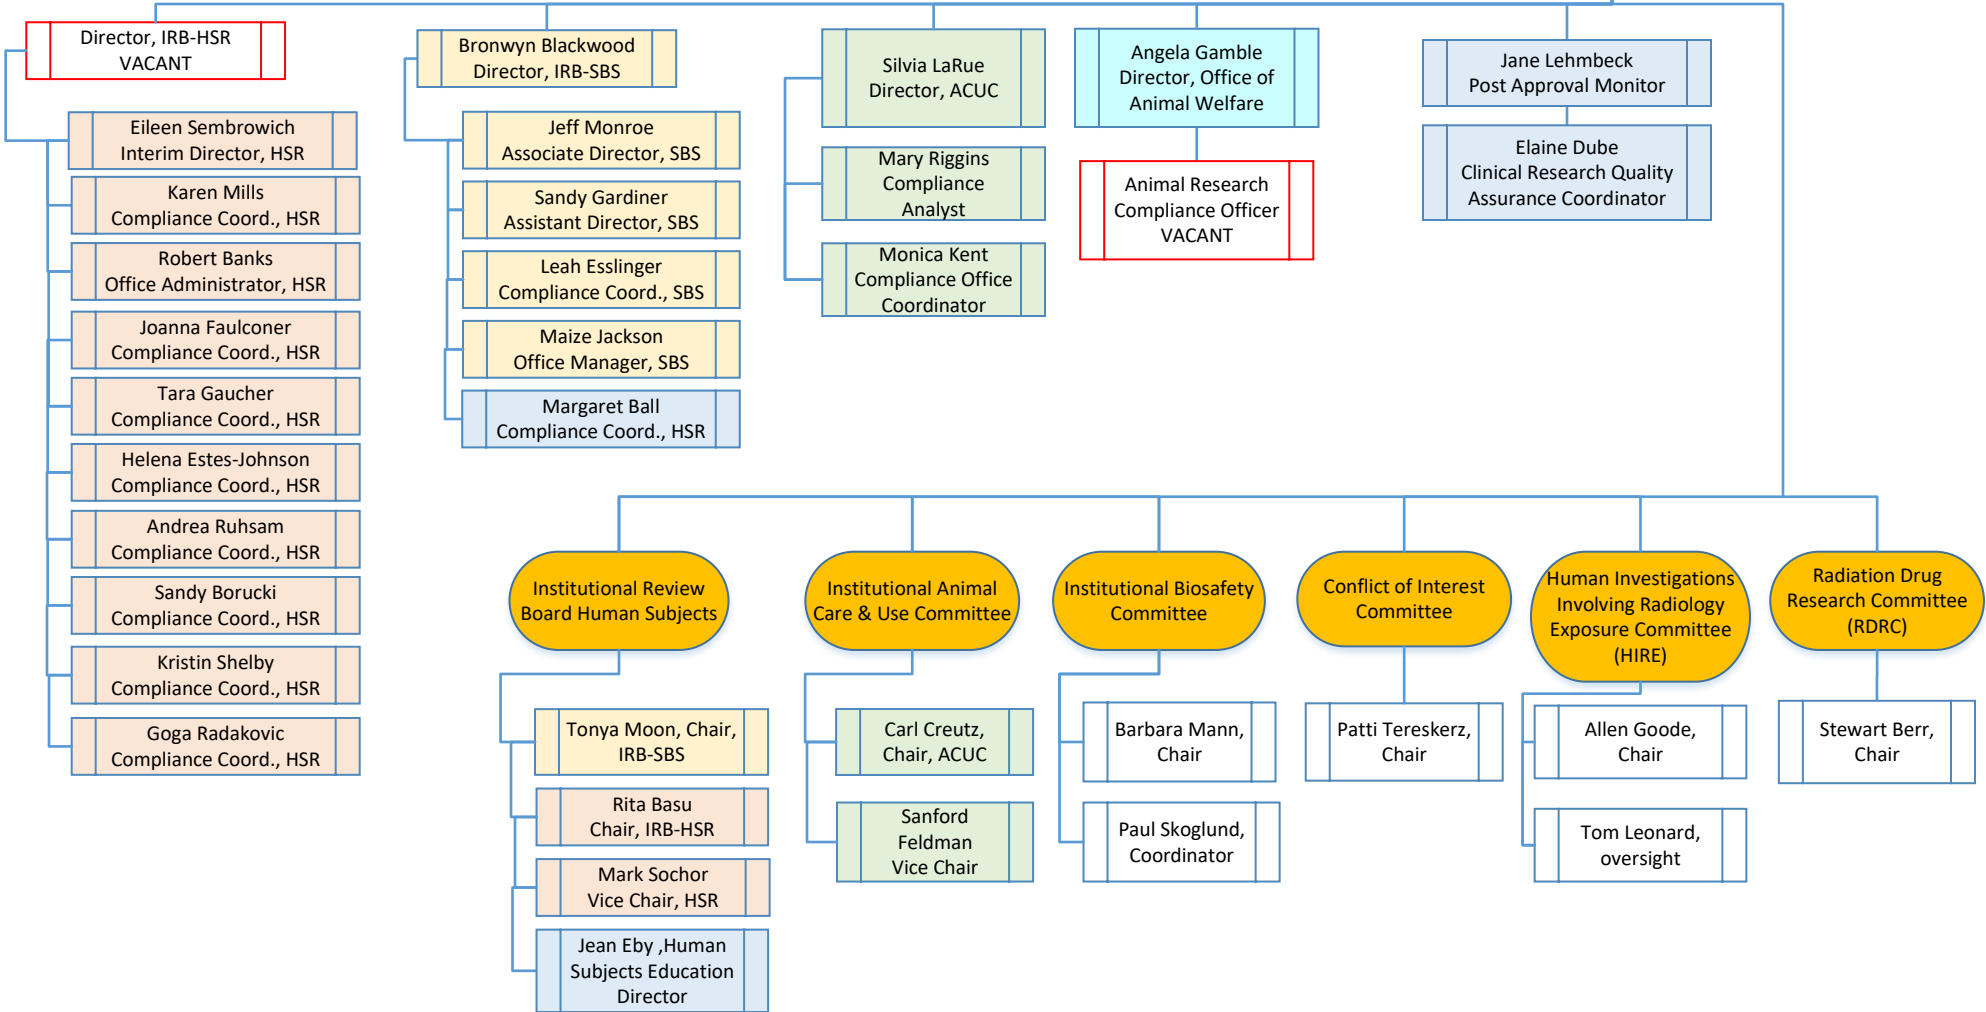 Director, IRB-HSR
VACANT
Eileen Sembrowich
Interim Director, HSR
Karen Mills
Compliance Coord., HSR
Robert Banks
Office Administrator, HSR
Joanna Faulconer
Compliance Coord., HSR
Tara Gaucher
Compliance Coord., HSR
Helena Estes-Johnson
Compliance Coord., HSR
Andrea Ruhsam
Compliance Coord., HSR
Sandy Borucki
Compliance Coord., HSR
Kristin Shelby
Compliance Coord., HSR
Goga Radakovic
Compliance Coord., HSR
Bronwyn Blackwood
Director, IRB-SBS
Jeff Monroe
Associate Director, SBS
Sandy Gardiner
Assistant Director, SBS
Leah Esslinger
Compliance Coord., SBS
Maize Jackson
Office Manager, SBS
Margaret Ball
Compliance Coord., HSR
Silvia LaRue
Director, ACUC
Mary Riggins
Compliance
Analyst
Monica Kent
Compliance Office
Coordinator
Angela Gamble
Director, Office of
Animal Welfare
Animal Research
Compliance Officer
VACANT
Jane Lehmbeck
Post Approval Monitor
Elaine Dube
Clinical Research Quality
Assurance Coordinator
Institutional Review
Board Human Subjects
Tonya Moon, Chair,
IRB-SBS
Rita Basu
Chair, IRB-HSR
Mark Sochor
Vice Chair, HSR
Jean Eby ,Human
Subjects Education
Director
Institutional Animal
Care & Use Committee
Carl Creutz,
Chair, ACUC
Sanford
Feldman
Vice Chair
Institutional Biosafety
Committee
Barbara Mann,
Chair
Paul Skoglund,
Coordinator
Conflict of Interest
Committee
Patti Tereskerz,
Chair
Human Investigations
Involving Radiology
Exposure Committee
(HIRE)
Allen Goode,
Chair
Tom Leonard,
oversight
Radiation Drug
Research Committee
(RDRC)
Stewart Berr,
Chair